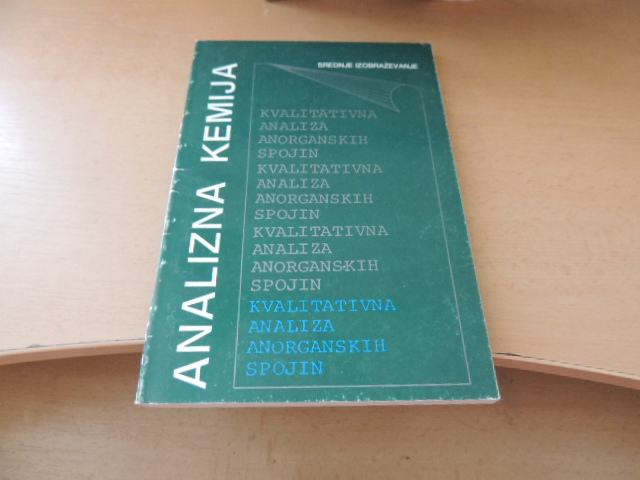 SREDNJE IZOBRAŽEVANJE
ANALIZNA KEMIJA
KVALITATIVNA
ANALIZA
ANORGANSKIH
SPOJIN
KVALITATIVNA
ANALIZA
ANORGANSKIH
SPOJIN
KVALITATIVNA
ANALIZA
ANORGANSKIH
SPOJIN
KVALITATIVNA
ANALIZA
ANORGANSKIH
SPOJIN